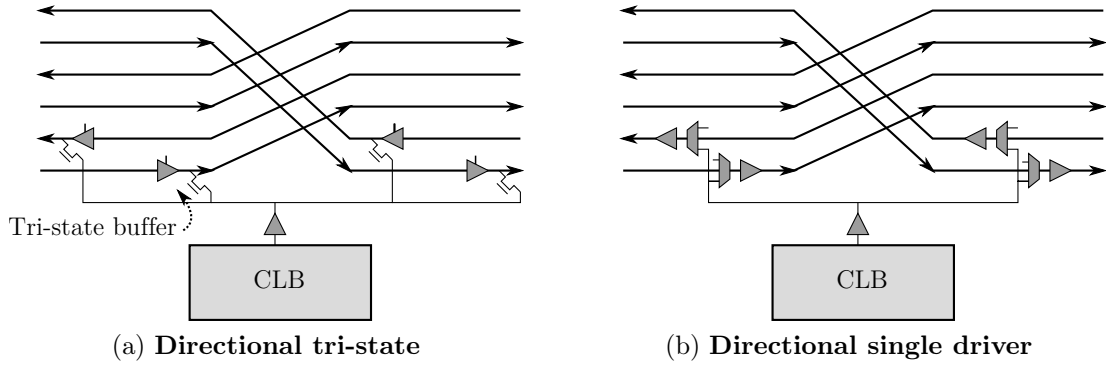 Tri-state buffer
CLB
(a) Directional tri-state
CLB
(b) Directional single driver